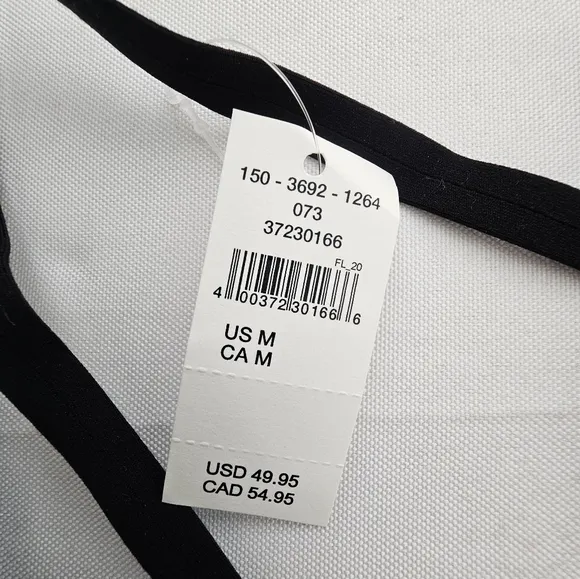 150 - 3692 - 1264
073
37230166
FL_20
4 00372 30166 6
US M
CA M
USD 49.95
CAD 54.95